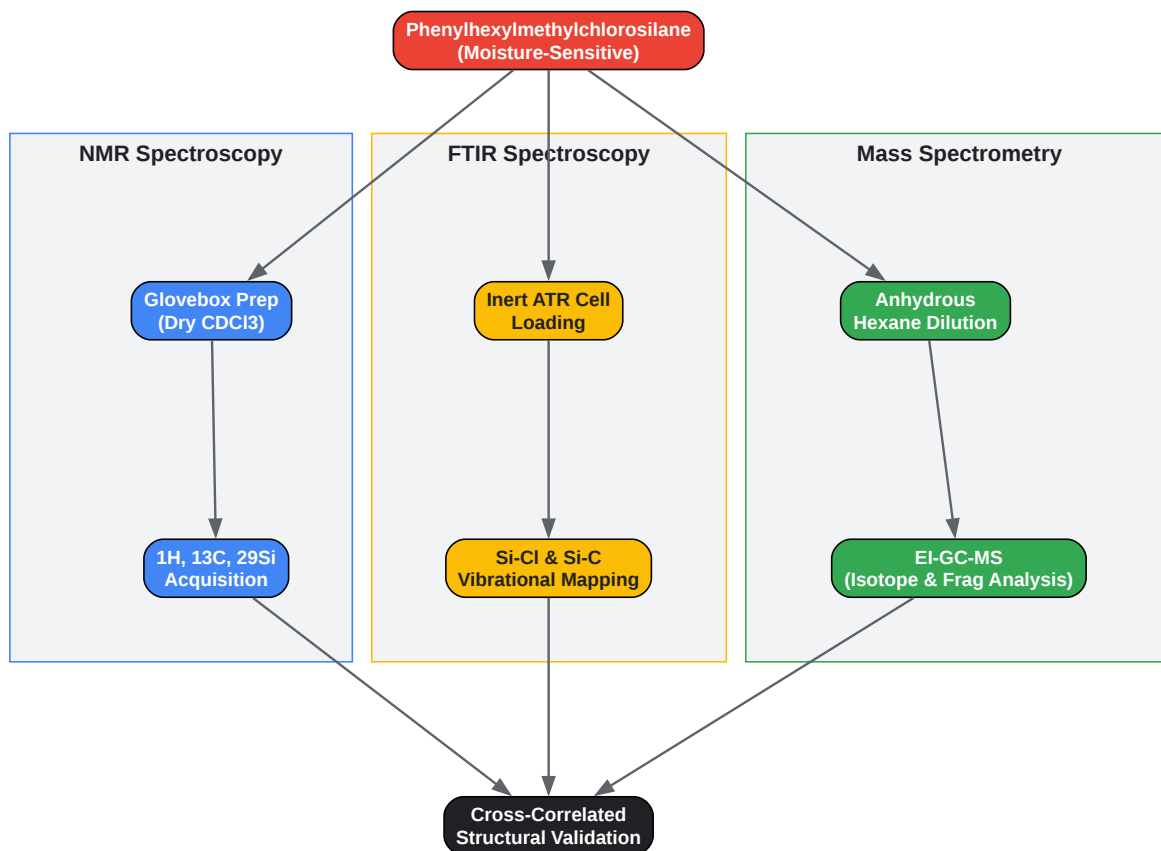 Phenylhexylmethylchlorosilane
(Moisture-Sensitive)
NMR Spectroscopy
FTIR Spectroscopy
Mass Spectrometry
Glovebox Prep
(Dry CDCl3)
Inert ATR Cell
Loading
Anhydrous
Hexane Dilution
1H, 13C, 29Si
Acquisition
Si-Cl & Si-C
Vibrational Mapping
EI-GC-MS
(Isotope & Frag Analysis)
Cross-Correlated
Structural Validation